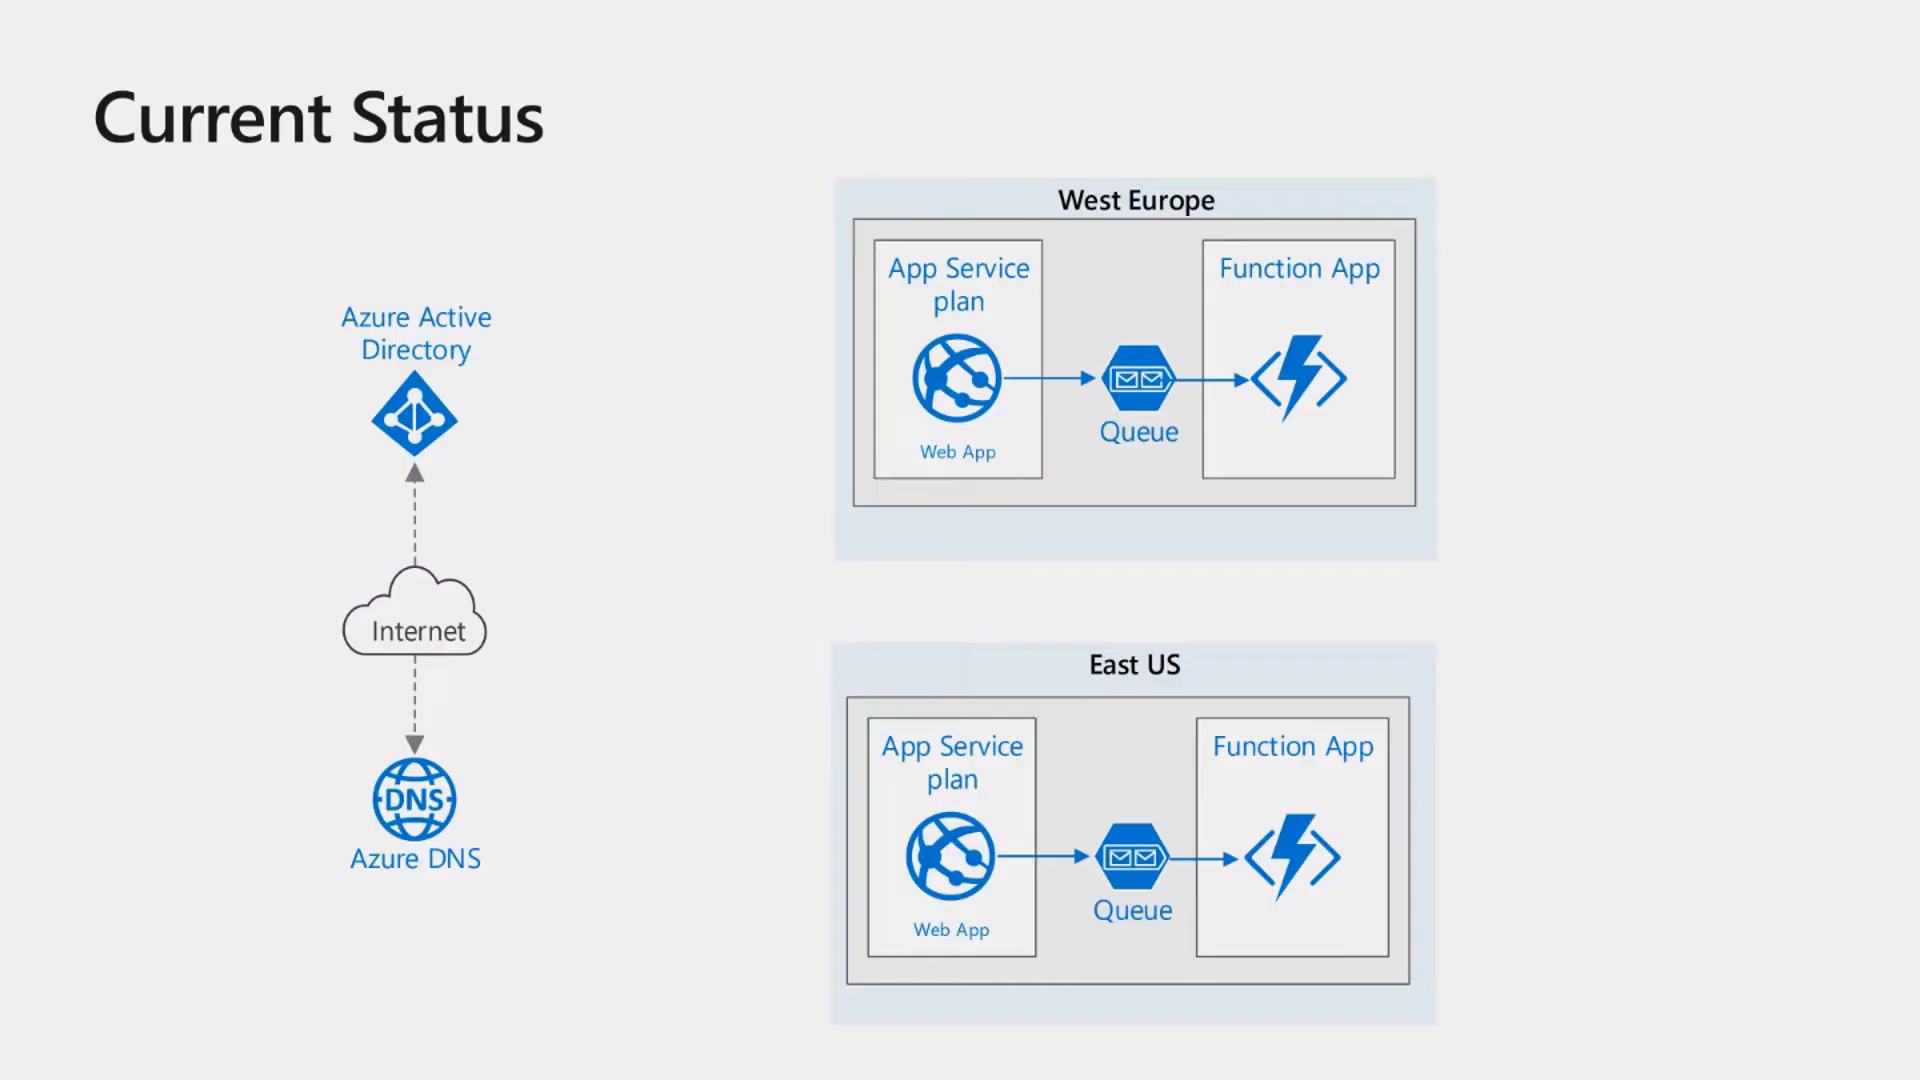 Current Status
Azure Active
Directory
Internet
DNS
Azure DNS
West Europe
App Service
plan
Web App
Queue
Function App
East US
App Service
plan
Web App
Queue
Function App